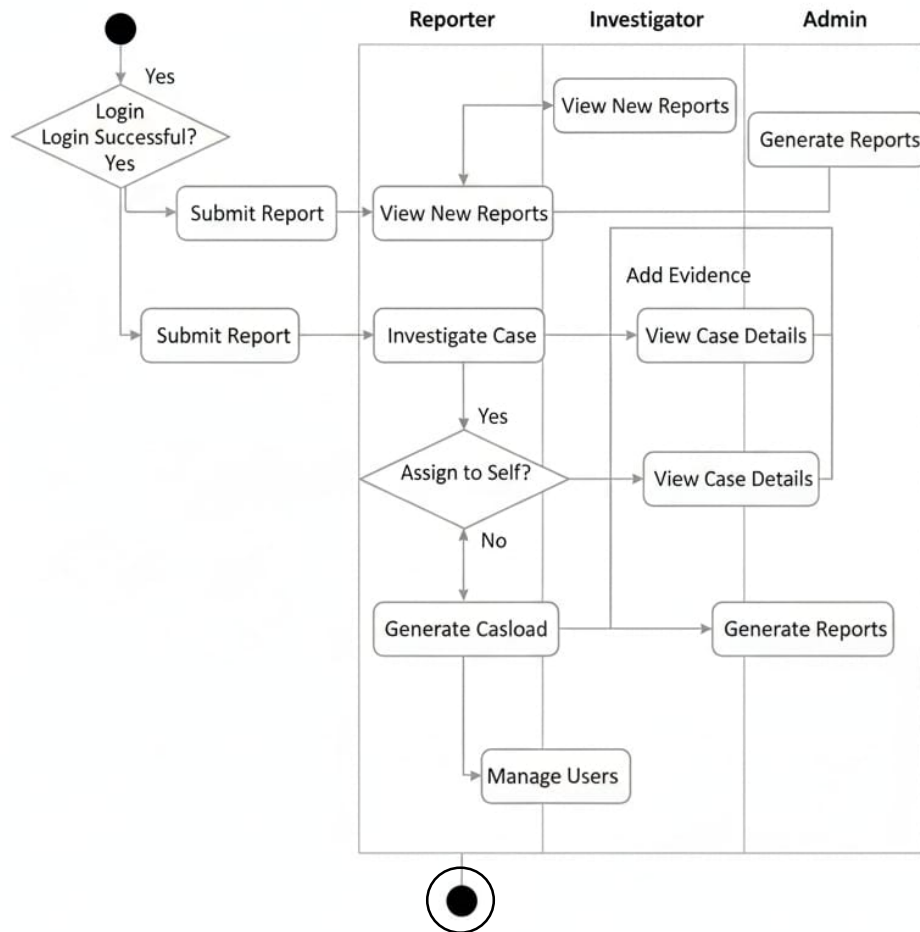 Reporter
Investigator
Admin
Yes
Login
Login Successful?
Yes
View New Reports
Generate Reports
Submit Report
View New Reports
Add Evidence
Submit Report
Investigate Case
View Case Details
Yes
Assign to Self?
View Case Details
No
Generate Casload
Generate Reports
Manage Users